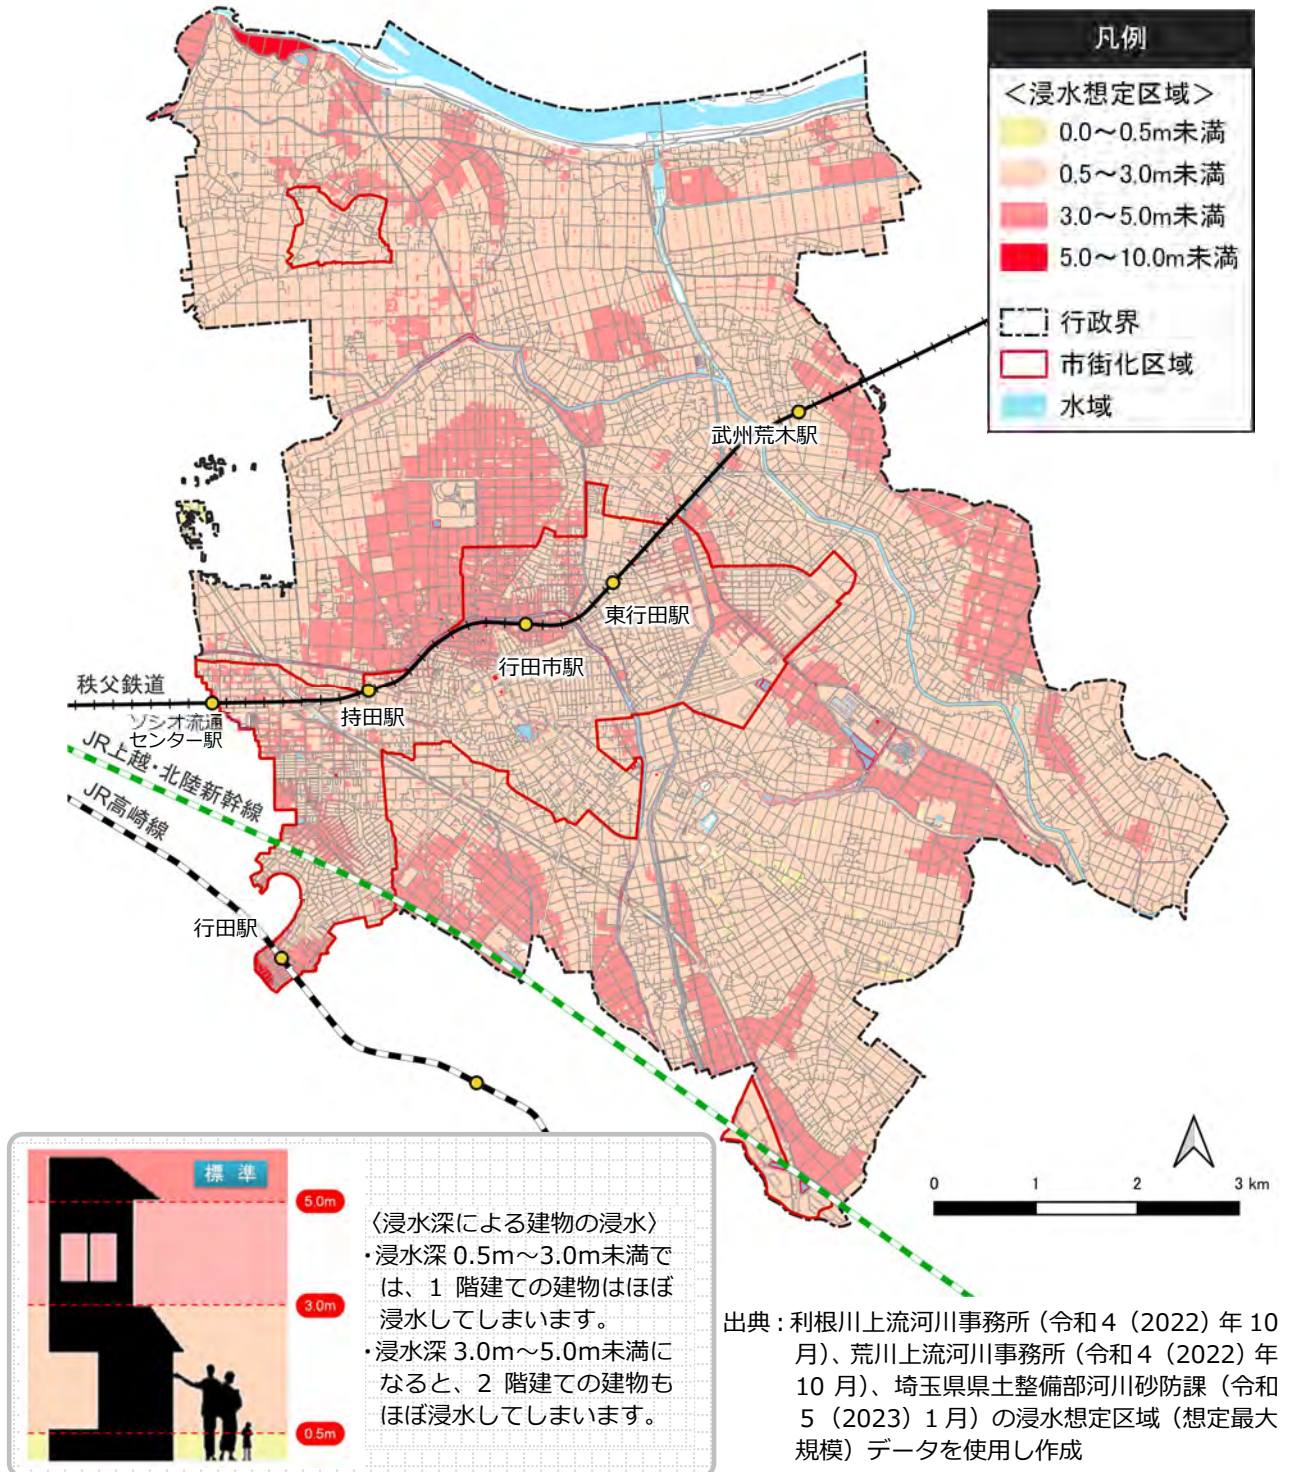 凡例
＜浸水想定区域＞
0.0～0.5m未満
0.5～3.0m未満
3.0～5.0m未満
5.0～10.0m未満
行政界
市街化区域
水域
武州荒木駅
東行田駅
行田市駅
秩父鉄道
持田駅
ソシオ流通
センター駅
JR上越・北陸新幹線
JR高崎線
行田駅
0 1 2 3 km
標 準
5.0m
3.0m
0.5m
〈浸水深による建物の浸水〉
・浸水深 0.5m～3.0m未満で
は、1 階建ての建物はほぼ
浸水してしまいます。
・浸水深 3.0m～5.0m未満に
なると、2 階建ての建物も
ほぼ浸水してしまいます。
出典：利根川上流河川事務所（令和４（2022）年 10
月）、荒川上流河川事務所（令和４（2022）年
10 月）、埼玉県県土整備部河川砂防課（令和
５（2023）１月）の浸水想定区域（想定最大
規模）データを使用し作成